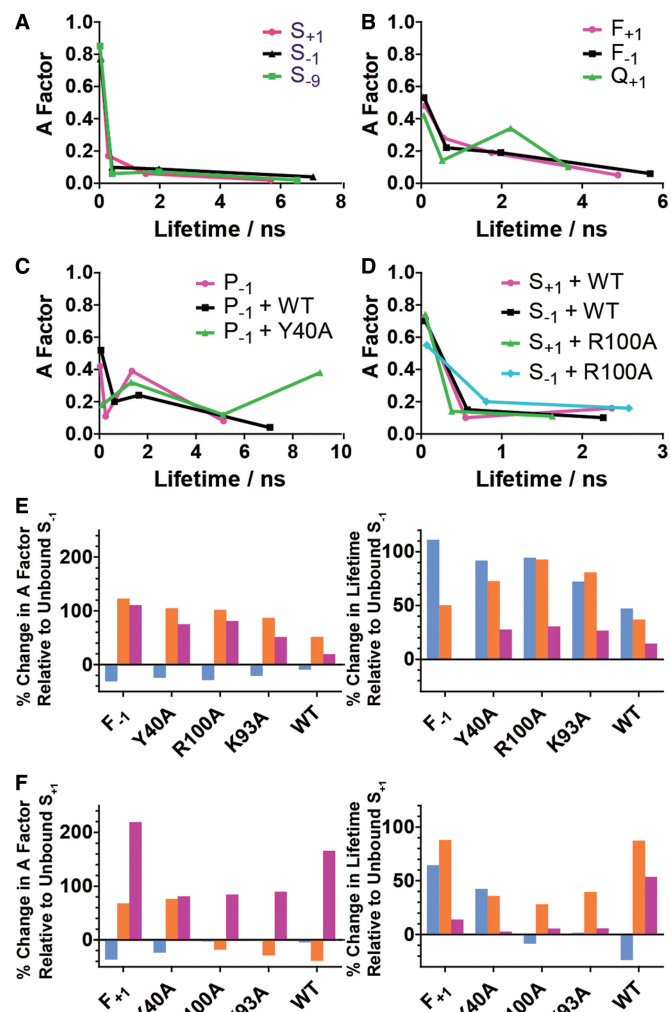 A
1.0
0.8
0.6
0.4
0.2
0.0
A Factor
0 2 4 6 8
Lifetime / ns
S+1
S-1
S-9
B
1.0
0.8
0.6
0.4
0.2
0.0
A Factor
0 2 4 6
Lifetime / ns
F+1
F-1
Q+1
C
1.0
0.8
0.6
0.4
0.2
0.0
A Factor
0 2 4 6 8 10
Lifetime / ns
P-1
P-1 + WT
P-1 + Y40A
D
1.0
0.8
0.6
0.4
0.2
0.0
A Factor
0 1 2 3
Lifetime / ns
S+1 + WT
S-1 + WT
S+1 + R100A
S-1 + R100A
E
% Change in A Factor
Relative to Unbound S-1
200
100
0
F-1 Y40A R100A K93A WT
% Change in Lifetime
Relative to Unbound S-1
100
50
0
F-1 Y40A R100A K93A WT
F
% Change in A Factor
Relative to Unbound S+1
200
100
0
F+1 WT
% Change in Lifetime
Relative to Unbound S+1
100
50
0
F+1 WT